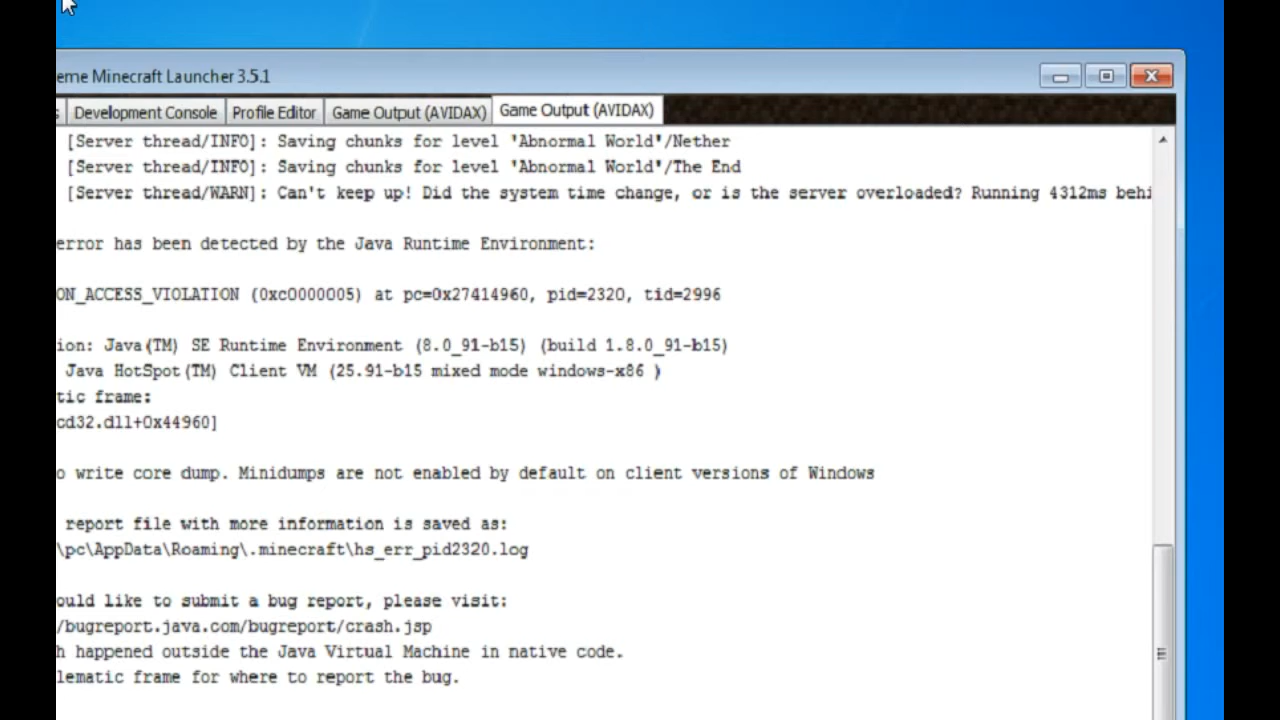 eme Minecraft Launcher 3.5.1
s Development Console Profile Editor Game Output (AVIDAX) Game Output (AVIDAX)
[Server thread/INFO]: Saving chunks for level 'Abnormal World'/Nether
[Server thread/INFO]: Saving chunks for level 'Abnormal World'/The End
[Server thread/WARN]: Can't keep up! Did the system time change, or is the server overloaded? Running 4312ms behi
error has been detected by the Java Runtime Environment:
ON_ACCESS_VIOLATION (0xc0000005) at pc=0x27414960, pid=2320, tid=2996
ion: Java(TM) SE Runtime Environment (8.0_91-b15) (build 1.8.0_91-b15)
Java HotSpot(TM) Client VM (25.91-b15 mixed mode windows-x86 )
tic frame:
cd32.dll+0x44960]
o write core dump. Minidumps are not enabled by default on client versions of Windows
report file with more information is saved as:
\pc\AppData\Roaming\.minecraft\hs_err_pid2320.log
ould like to submit a bug report, please visit:
/bugreport.java.com/bugreport/crash.jsp
h happened outside the Java Virtual Machine in native code.
lematic frame for where to report the bug.